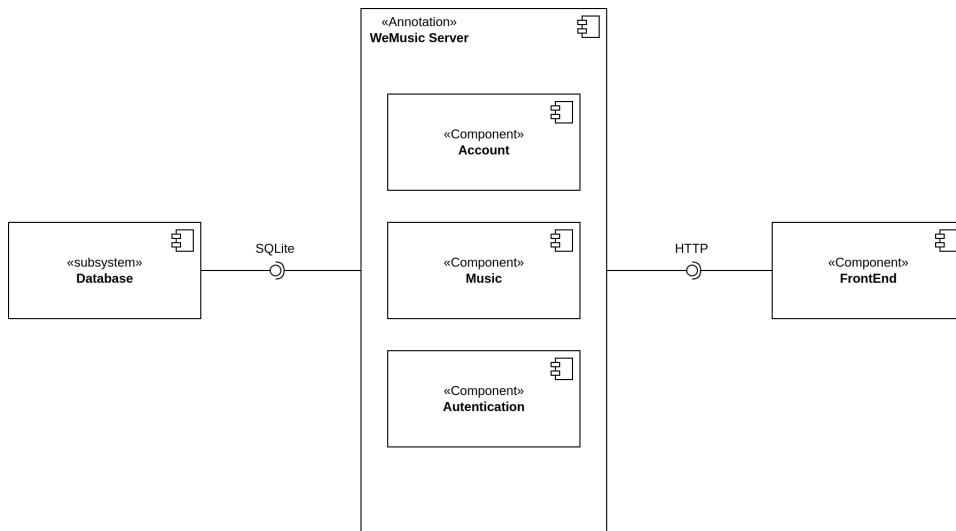 «Annotation»
WeMusic Server
«Component»
Account
«subsystem»
Database
SQLite
«Component»
Music
HTTP
«Component»
FrontEnd
«Component»
Autentication